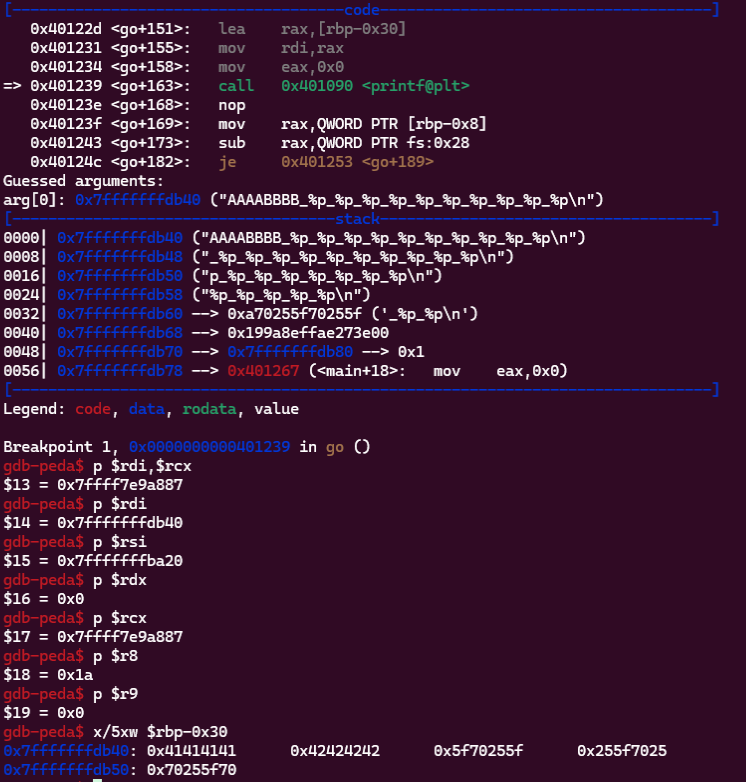 [-------------------------------------code-------------------------------------]
   0x40122d <go+151>:	lea    rax,[rbp-0x30]
   0x401231 <go+155>:	mov    rdi,rax
   0x401234 <go+158>:	mov    eax,0x0
=> 0x401239 <go+163>:	call   0x401090 <printf@plt>
   0x40123e <go+168>:	nop
   0x40123f <go+169>:	mov    rax,QWORD PTR [rbp-0x8]
   0x401243 <go+173>:	sub    rax,QWORD PTR fs:0x28
   0x40124c <go+182>:	je     0x401253 <go+189>
Guessed arguments:
arg[0]: 0x7fffffffdb40 ("AAAABBBB_%p_%p_%p_%p_%p_%p_%p_%p_%p_%p\n")
[------------------------------------stack-------------------------------------]
0000| 0x7fffffffdb40 ("AAAABBBB_%p_%p_%p_%p_%p_%p_%p_%p_%p_%p\n")
0008| 0x7fffffffdb48 ("_%p_%p_%p_%p_%p_%p_%p_%p_%p_%p\n")
0016| 0x7fffffffdb50 ("p_%p_%p_%p_%p_%p_%p_%p\n")
0024| 0x7fffffffdb58 ("%p_%p_%p_%p_%p\n")
0032| 0x7fffffffdb60 --> 0xa70255f70255f ('_%p_%p\n')
0040| 0x7fffffffdb68 --> 0x199a8effae273e00
0048| 0x7fffffffdb70 --> 0x7fffffffdb80 --> 0x1
0056| 0x7fffffffdb78 --> 0x401267 (<main+18>:	mov    eax,0x0)
[------------------------------------------------------------------------------]
Legend: code, data, rodata, value

Breakpoint 1, 0x0000000000401239 in go ()
gdb-peda$ p $rdi,$rcx
$13 = 0x7ffff7e9a887
gdb-peda$ p $rdi
$14 = 0x7fffffffdb40
gdb-peda$ p $rsi
$15 = 0x7fffffffba20
gdb-peda$ p $rdx
$16 = 0x0
gdb-peda$ p $rcx
$17 = 0x7ffff7e9a887
gdb-peda$ p $r8
$18 = 0x1a
gdb-peda$ p $r9
$19 = 0x0
gdb-peda$ x/5xw $rbp-0x30
0x7fffffffdb40:	0x41414141	0x42424242	0x5f70255f	0x255f7025
0x7fffffffdb50:	0x70255f70